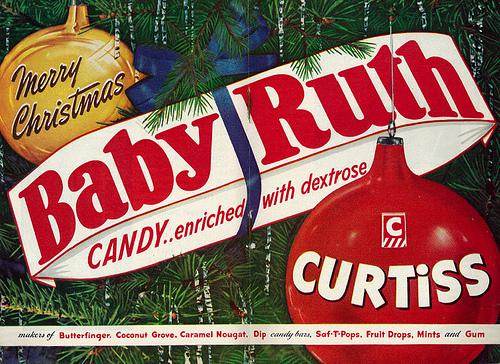 Merry
Christmas
Baby Ruth
CANDY..enriched with dextrose
C
CURTiSS
makers of Butterfinger, Coconut Grove, Caramel Nougat, Dip candy bars, Saf-T-Pops, Fruit Drops, Mints and Gum